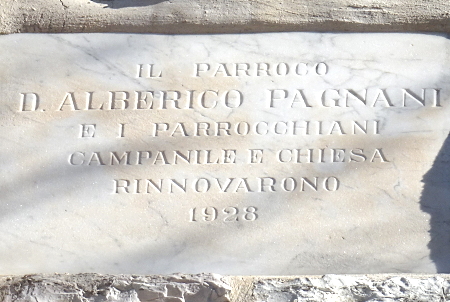 IL PARROCO
D. ALBERICO PAGNANI
E I PARROCCHIANI
CAMPANILE E CHIESA
RINNOVARONO
1928